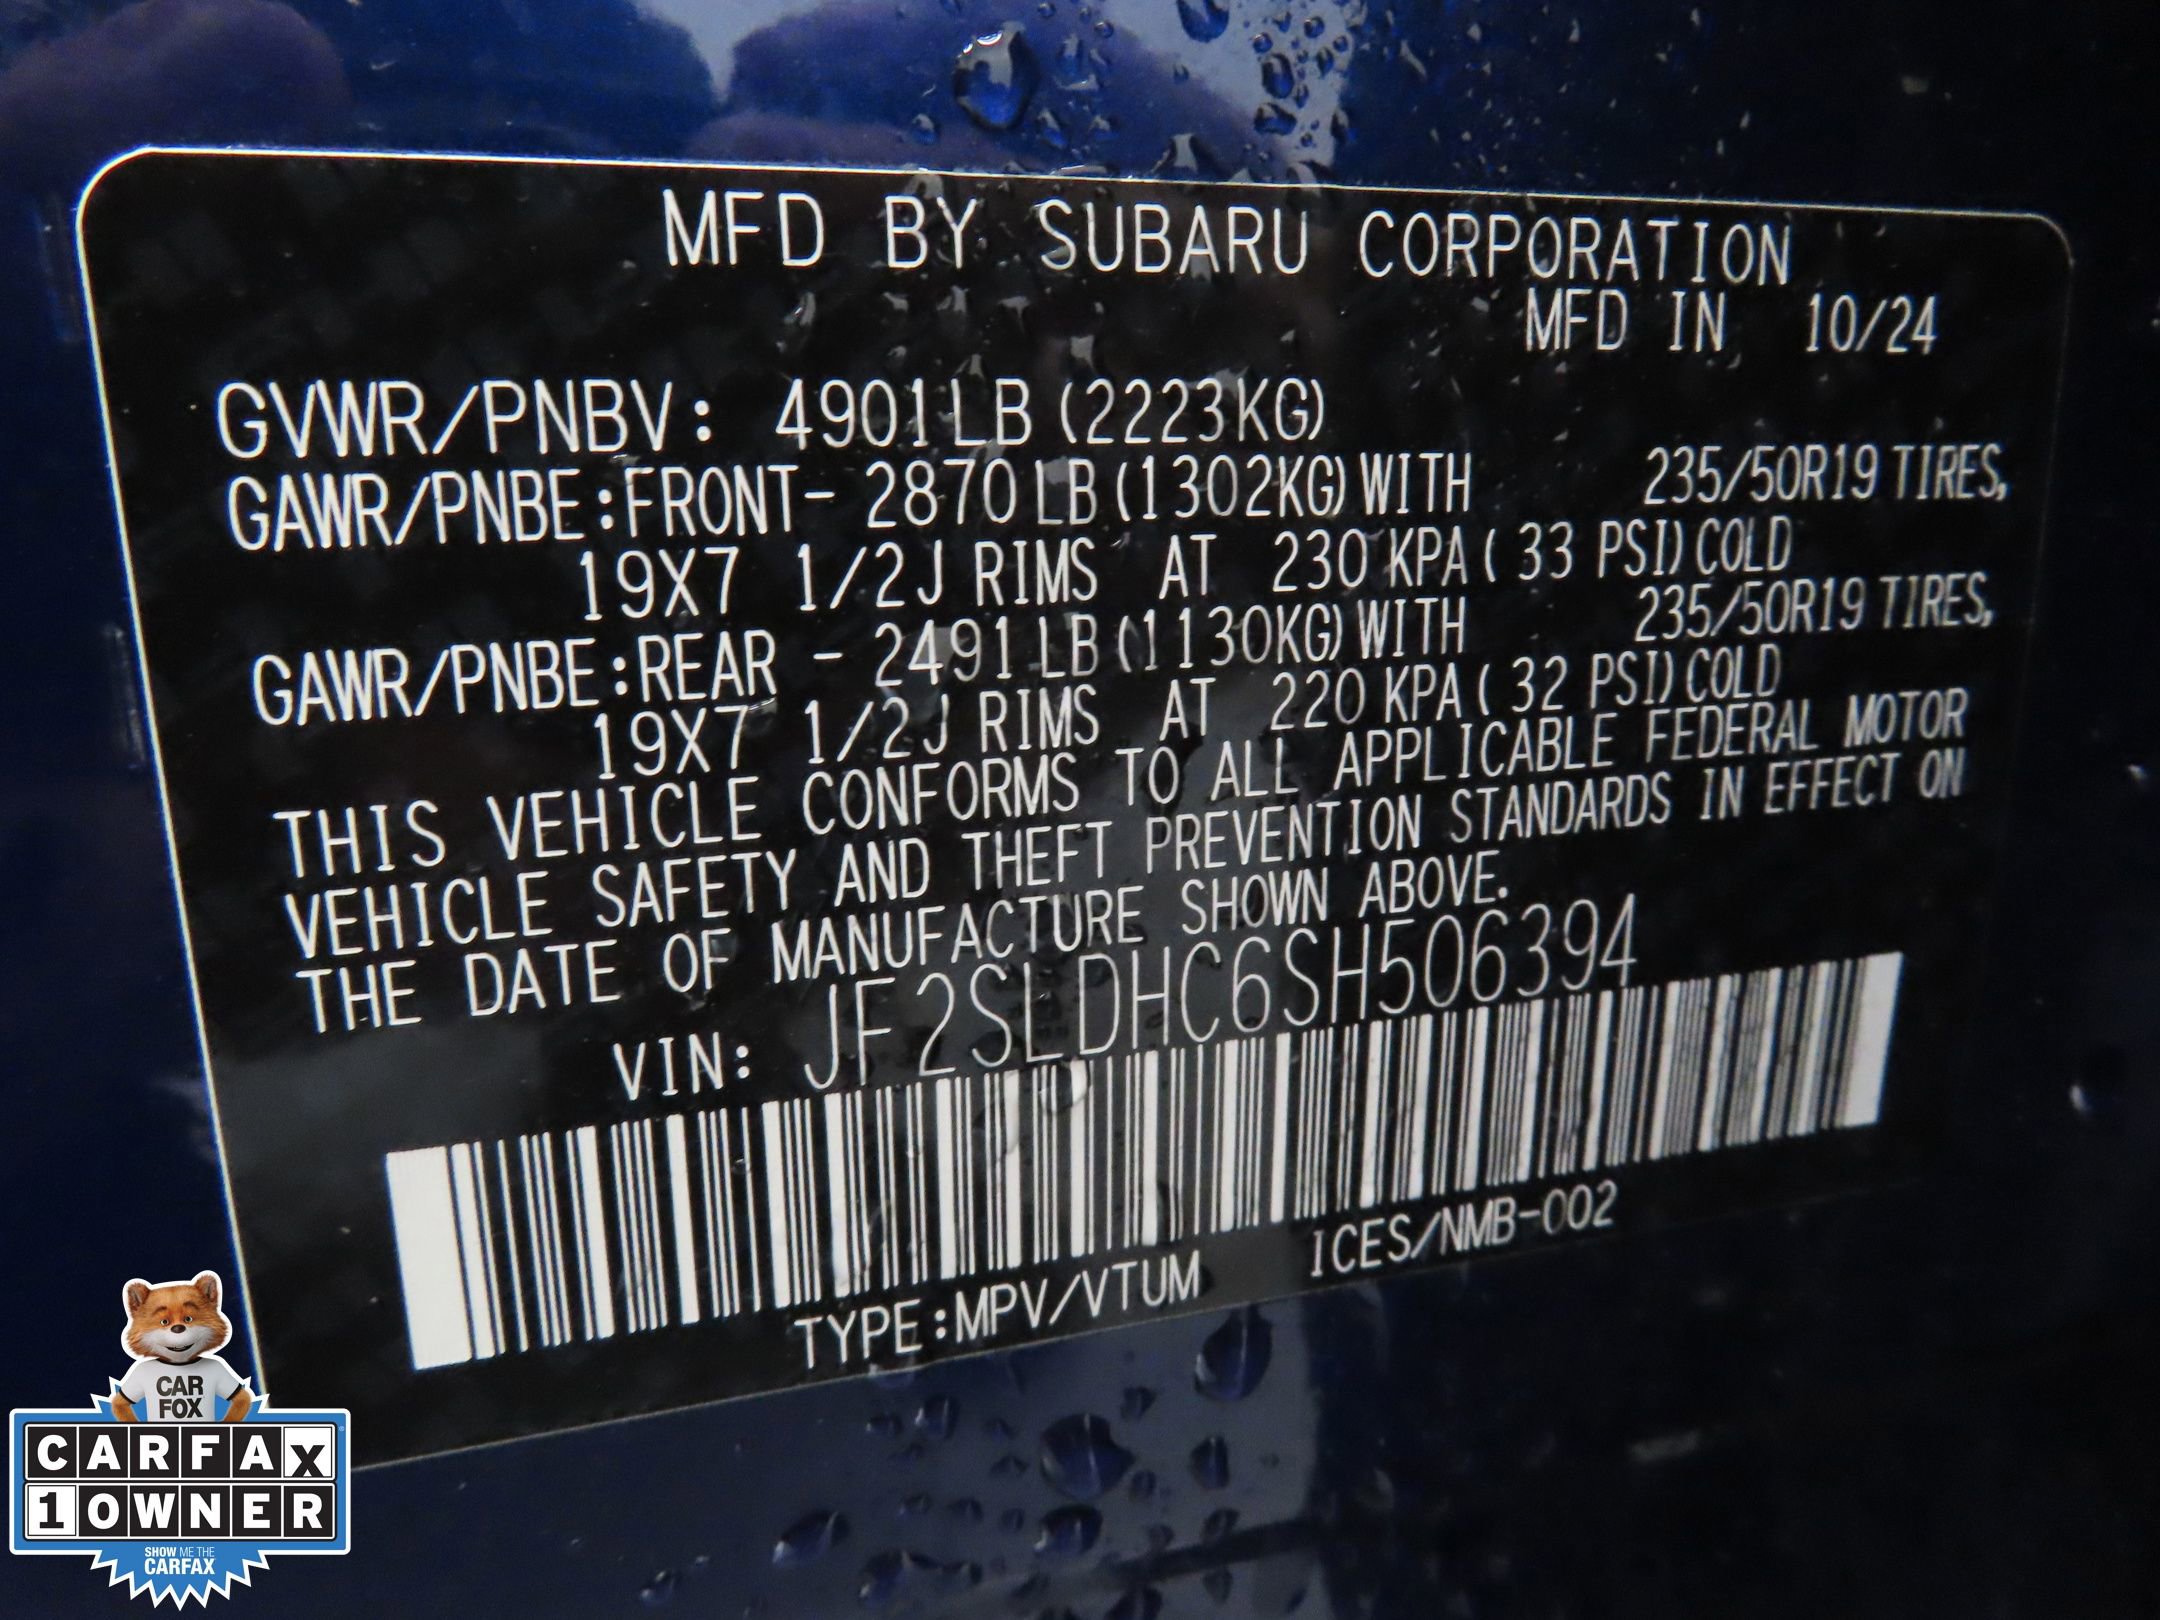 MFD BY SUBARU CORPORATION
MFD IN 10/24
GVWR/PNBV: 4901LB (2223KG)
GAWR/PNBE:FRONT- 2870 LB (1302KG) WITH 235/50R19 TIRES,
19X7 1/2J RIMS AT 230 KPA ( 33 PSI) COLD
GAWR/PNBE:REAR - 2491 LB (1130KG) WITH 235/50R19 TIRES,
19X7 1/2J RIMS AT 220 KPA ( 32 PSI) COLD
THIS VEHICLE CONFORMS TO ALL APPLICABLE FEDERAL MOTOR
VEHICLE SAFETY AND THEFT PREVENTION STANDARDS IN EFFECT ON
THE DATE OF MANUFACTURE SHOWN ABOVE.
VIN: JF2SLDHC6SH506394
TYPE:MPV/VTUM ICES/NMB-002
CAR
FOX
CARFAX
1 OWNER
SHOW ME THE
CARFAX